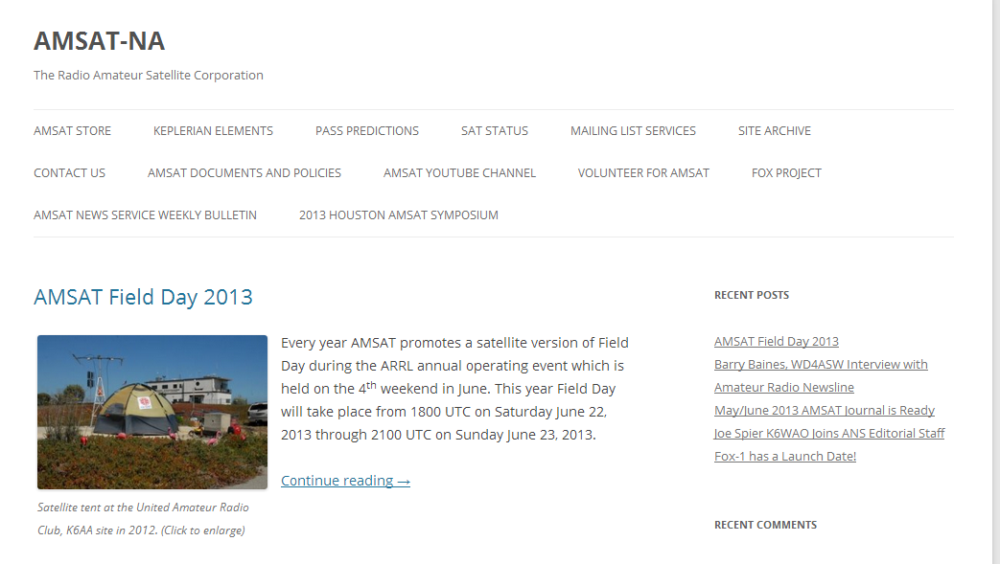 AMSAT-NA
The Radio Amateur Satellite Corporation
AMSAT STORE KEPLERIAN ELEMENTS PASS PREDICTIONS SAT STATUS MAILING LIST SERVICES SITE ARCHIVE
CONTACT US AMSAT DOCUMENTS AND POLICIES AMSAT YOUTUBE CHANNEL VOLUNTEER FOR AMSAT FOX PROJECT
AMSAT NEWS SERVICE WEEKLY BULLETIN 2013 HOUSTON AMSAT SYMPOSIUM
AMSAT Field Day 2013
Every year AMSAT promotes a satellite version of Field
Day during the ARRL annual operating event which is
held on the 4th weekend in June. This year Field Day
will take place from 1800 UTC on Saturday June 22,
2013 through 2100 UTC on Sunday June 23, 2013.
Continue reading →
Satellite tent at the United Amateur Radio
Club, K6AA site in 2012. (Click to enlarge)
RECENT POSTS
AMSAT Field Day 2013
Barry Baines, WD4ASW Interview with
Amateur Radio Newsline
May/June 2013 AMSAT Journal is Ready
Joe Spier K6WAO Joins ANS Editorial Staff
Fox-1 has a Launch Date!
RECENT COMMENTS